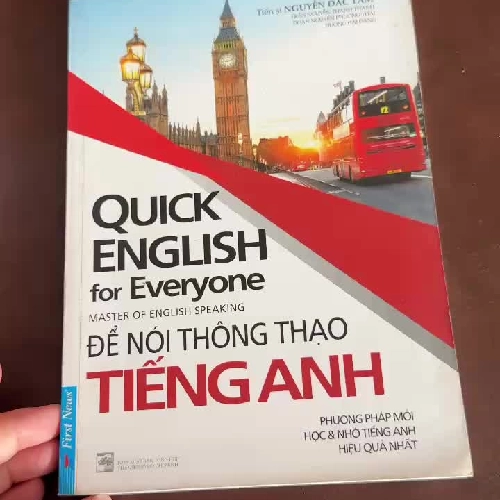 Tiến sĩ NGUYỄN ĐẮC TÂM
QUICK
ENGLISH
for Everyone
MASTER OF ENGLISH SPEAKING
ĐỂ NÓI THÔNG THẠO
TIẾNG ANH
PHƯƠNG PHÁP MỚI
HỌC & NHỚ TIẾNG ANH
HIỆU QUẢ NHẤT
First News